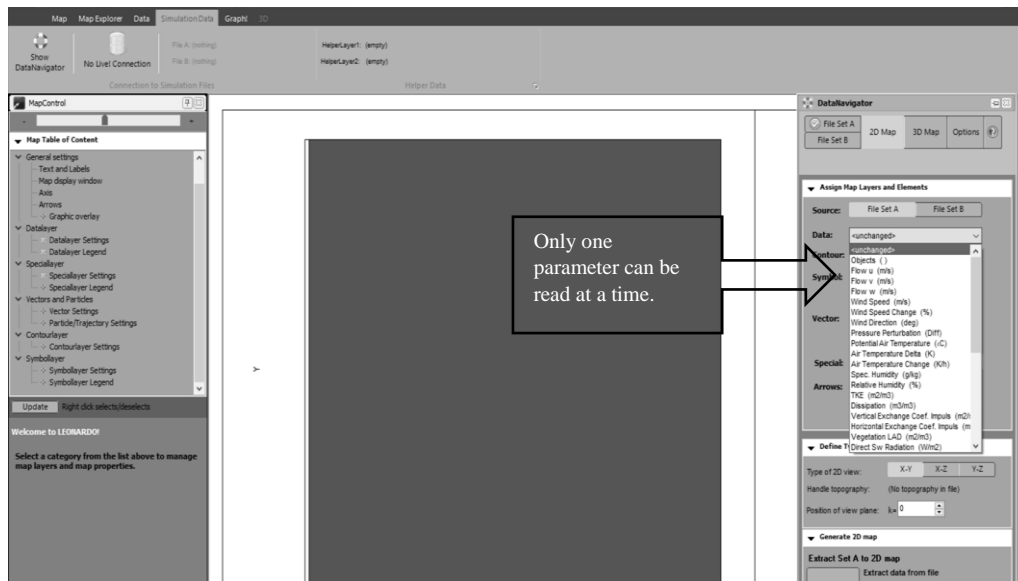 Map Map Explorer Data SimulationData Graph! 3D
Show
DataNavigator
No Live! Connection
File A: (nothing)
File B: (nothing)
Connection to Simulation Files
HelperLayer1: (empty)
HelperLayer2: (empty)
Helper Data
MapControl
- +
Map Table of Content
General settings
Text and Labels
Map display window
Axis
Arrows
Graphic overlay
Datalayer
Datalayer Settings
Datalayer Legend
Speciallayer
Speciallayer Settings
Speciallayer Legend
Vectors and Particles
Vector Settings
Particle/Trajectory Settings
Contourlayer
Contourlayer Settings
Symbollayer
Symbollayer Settings
Symbollayer Legend
Update Right click selects/deselects
Welcome to LEONARDO!
Select a category from the list above to manage
map layers and map properties.
Y
Only one
parameter can be
read at a time.
DataNavigator
File Set A
File Set B
2D Map 3D Map Options
Assign Map Layers and Elements
Source: File Set A File Set B
Data: <unchanged>
Contour:
Symbol:
Vector:
Special:
Arrows:
<unchanged>
Objects ( )
Flow u (m/s)
Flow v (m/s)
Flow w (m/s)
Wind Speed (m/s)
Wind Speed Change (%)
Wind Direction (deg)
Pressure Perturbation (Diff)
Potential Air Temperature (◦C)
Air Temperature Delta (K)
Air Temperature Change (K/h)
Spec. Humidity (g/kg)
Relative Humidity (%)
TKE (m2/m3)
Dissipation (m3/m3)
Vertical Exchange Coef. Impuls (m2/
Horizontal Exchange Coef. Impuls (m
Vegetation LAD (m2/m3)
Direct Sw Radiation (W/m2)
Define T
Type of 2D view: X-Y X-Z Y-Z
Handle topography: (No topography in file)
Position of view plane: k= 0
Generate 2D map
Extract Set A to 2D map
Extract data from file